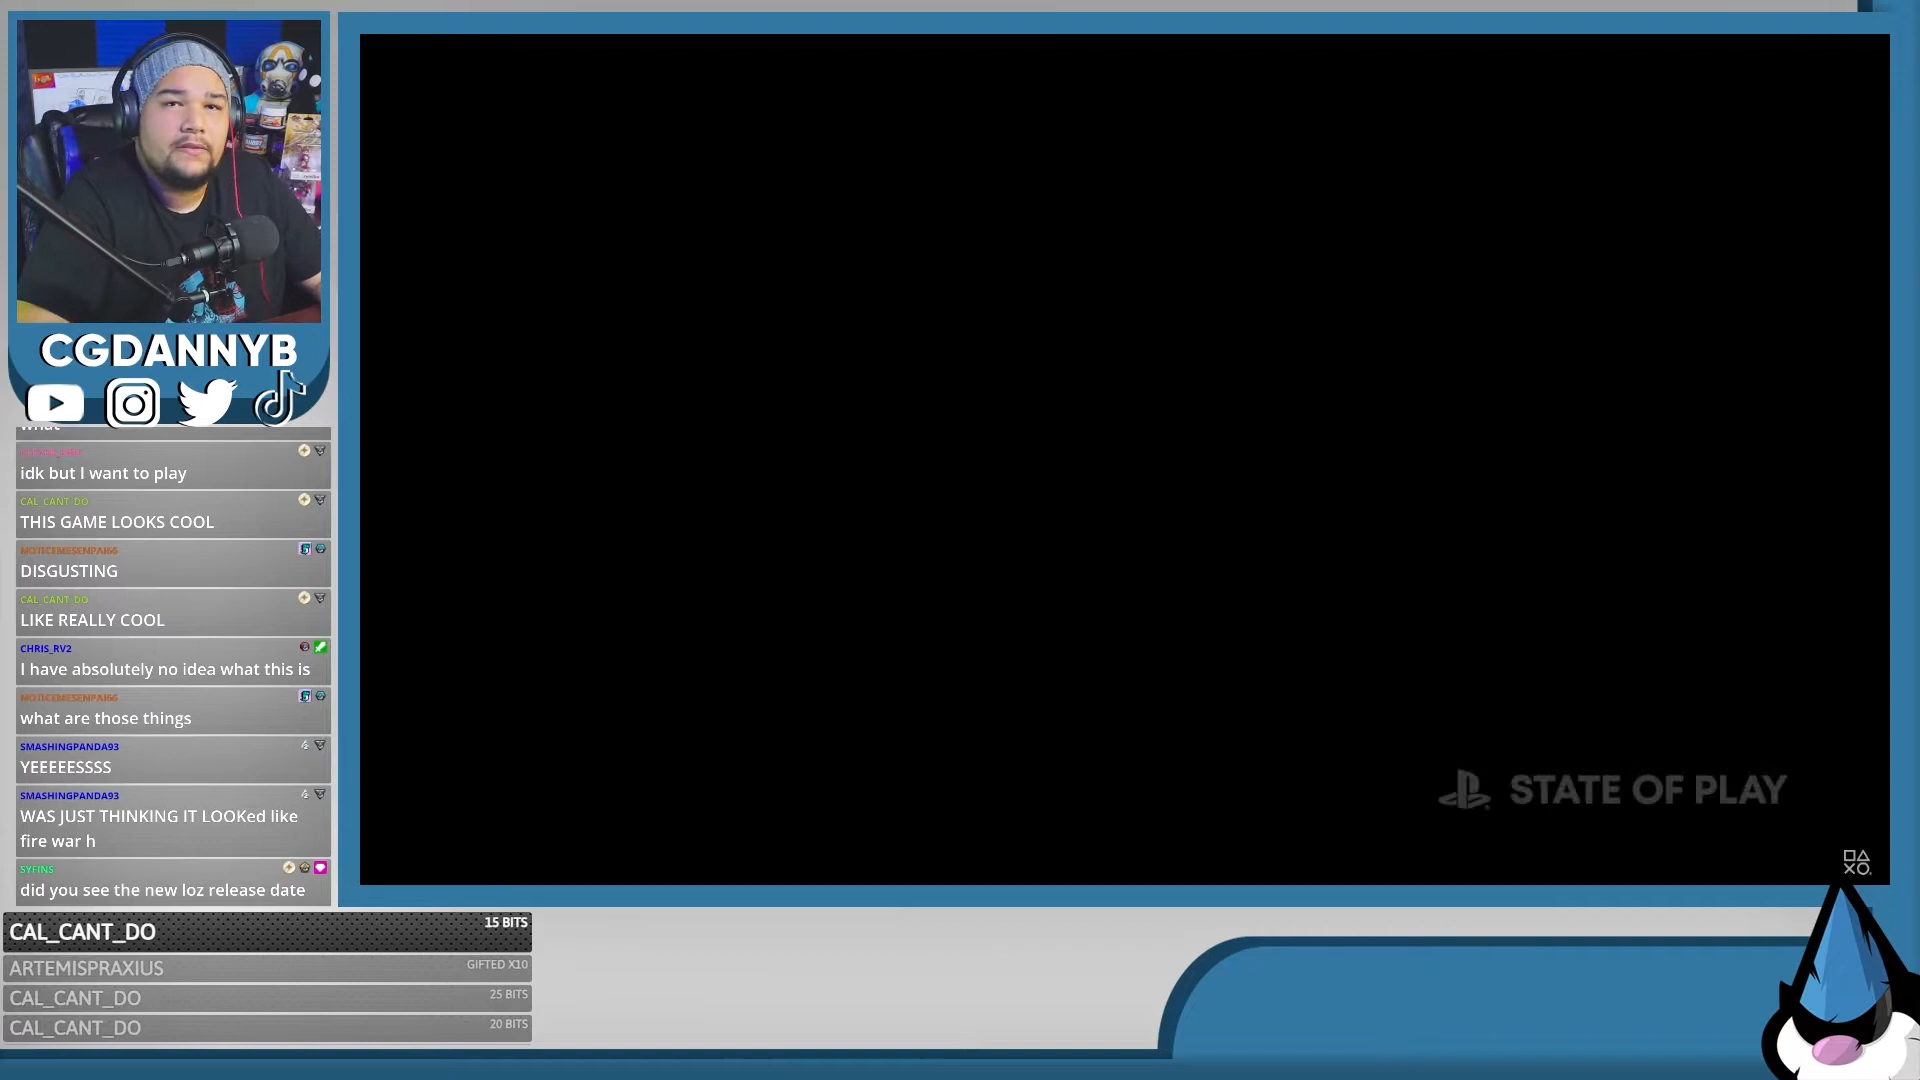 CGDANNYB
what
idk but I want to play
CAL_CANT_DO
THIS GAME LOOKS COOL
NOTICEMESENPAI66
DISGUSTING
CAL_CANT_DO
LIKE REALLY COOL
CHRIS_RV2
I have absolutely no idea what this is
NOTICEMESENPAI66
what are those things
SMASHINGPANDA93
YEEEEESSSS
SMASHINGPANDA93
WAS JUST THINKING IT LOOKed like
fire war h
SYFINS
did you see the new loz release date
CAL_CANT_DO 15 BITS
ARTEMISPRAXIUS GIFTED X10
CAL_CANT_DO 25 BITS
CAL_CANT_DO 20 BITS
STATE OF PLAY